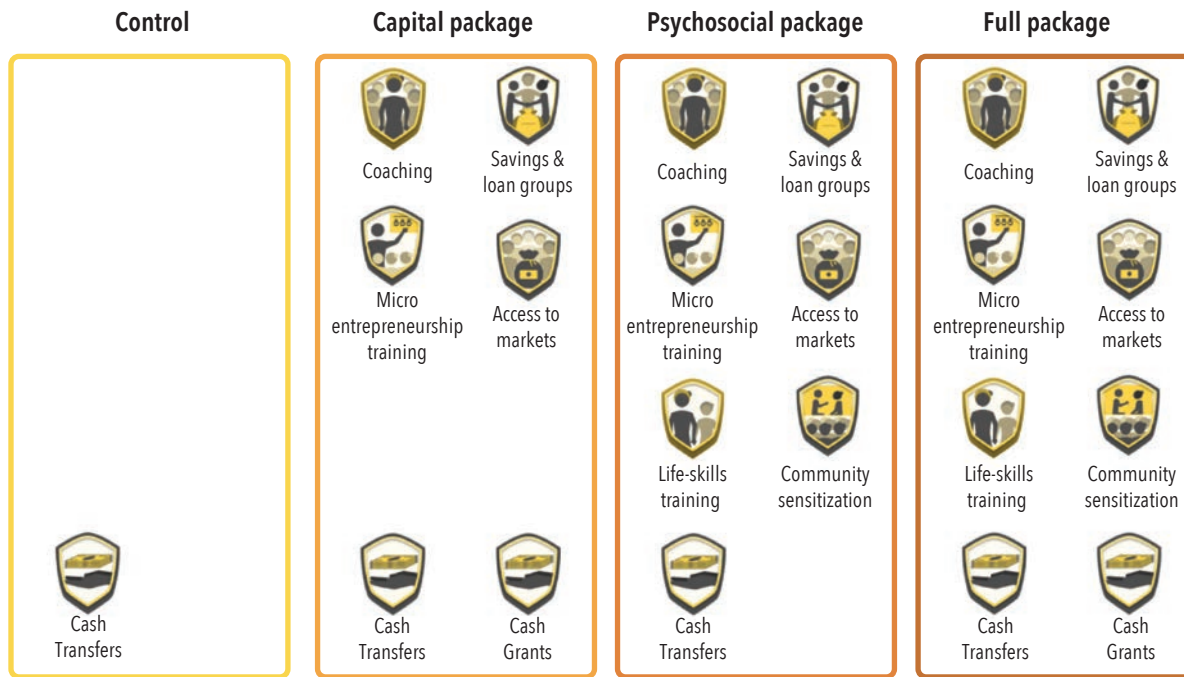 Control
Cash
Transfers
Capital package
Coaching
Savings &
loan groups
Micro
entrepreneurship
training
Access to
markets
Cash
Transfers
Cash
Grants
Psychosocial package
Coaching
Savings &
loan groups
Micro
entrepreneurship
training
Access to
markets
Life-skills
training
Community
sensitization
Cash
Transfers
Full package
Coaching
Savings &
loan groups
Micro
entrepreneurship
training
Access to
markets
Life-skills
training
Community
sensitization
Cash
Transfers
Cash
Grants